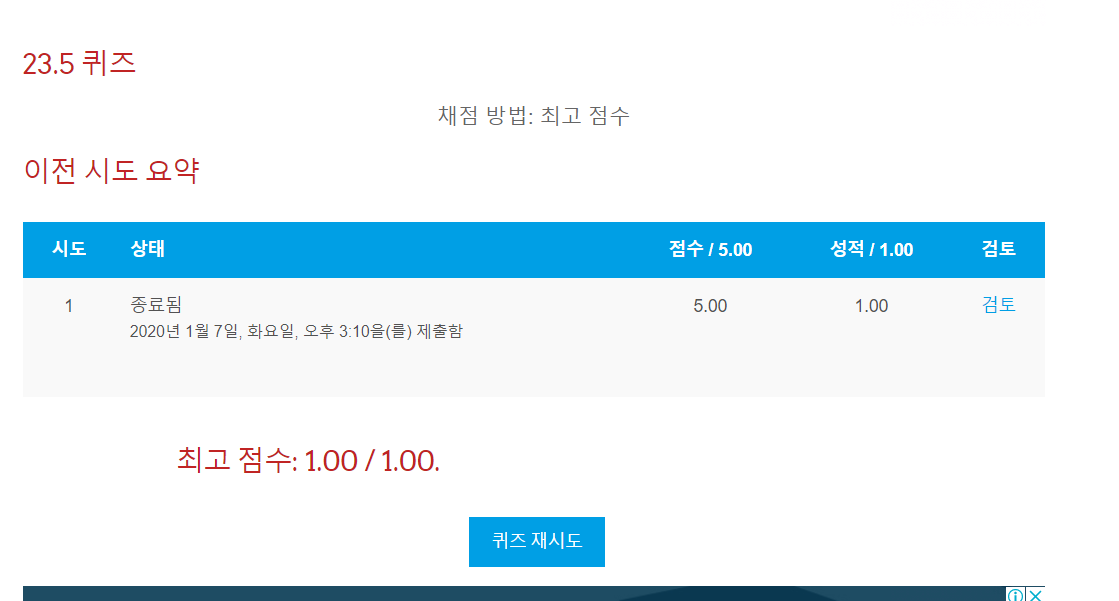 23.5 퀴즈
채점 방법: 최고 점수
이전 시도 요약
시도 상태 점수 / 5.00 성적 / 1.00 검토
1 종료됨 5.00 1.00 검토
2020년 1월 7일, 화요일, 오후 3:10을(를) 제출함
최고 점수: 1.00 / 1.00.
퀴즈 재시도